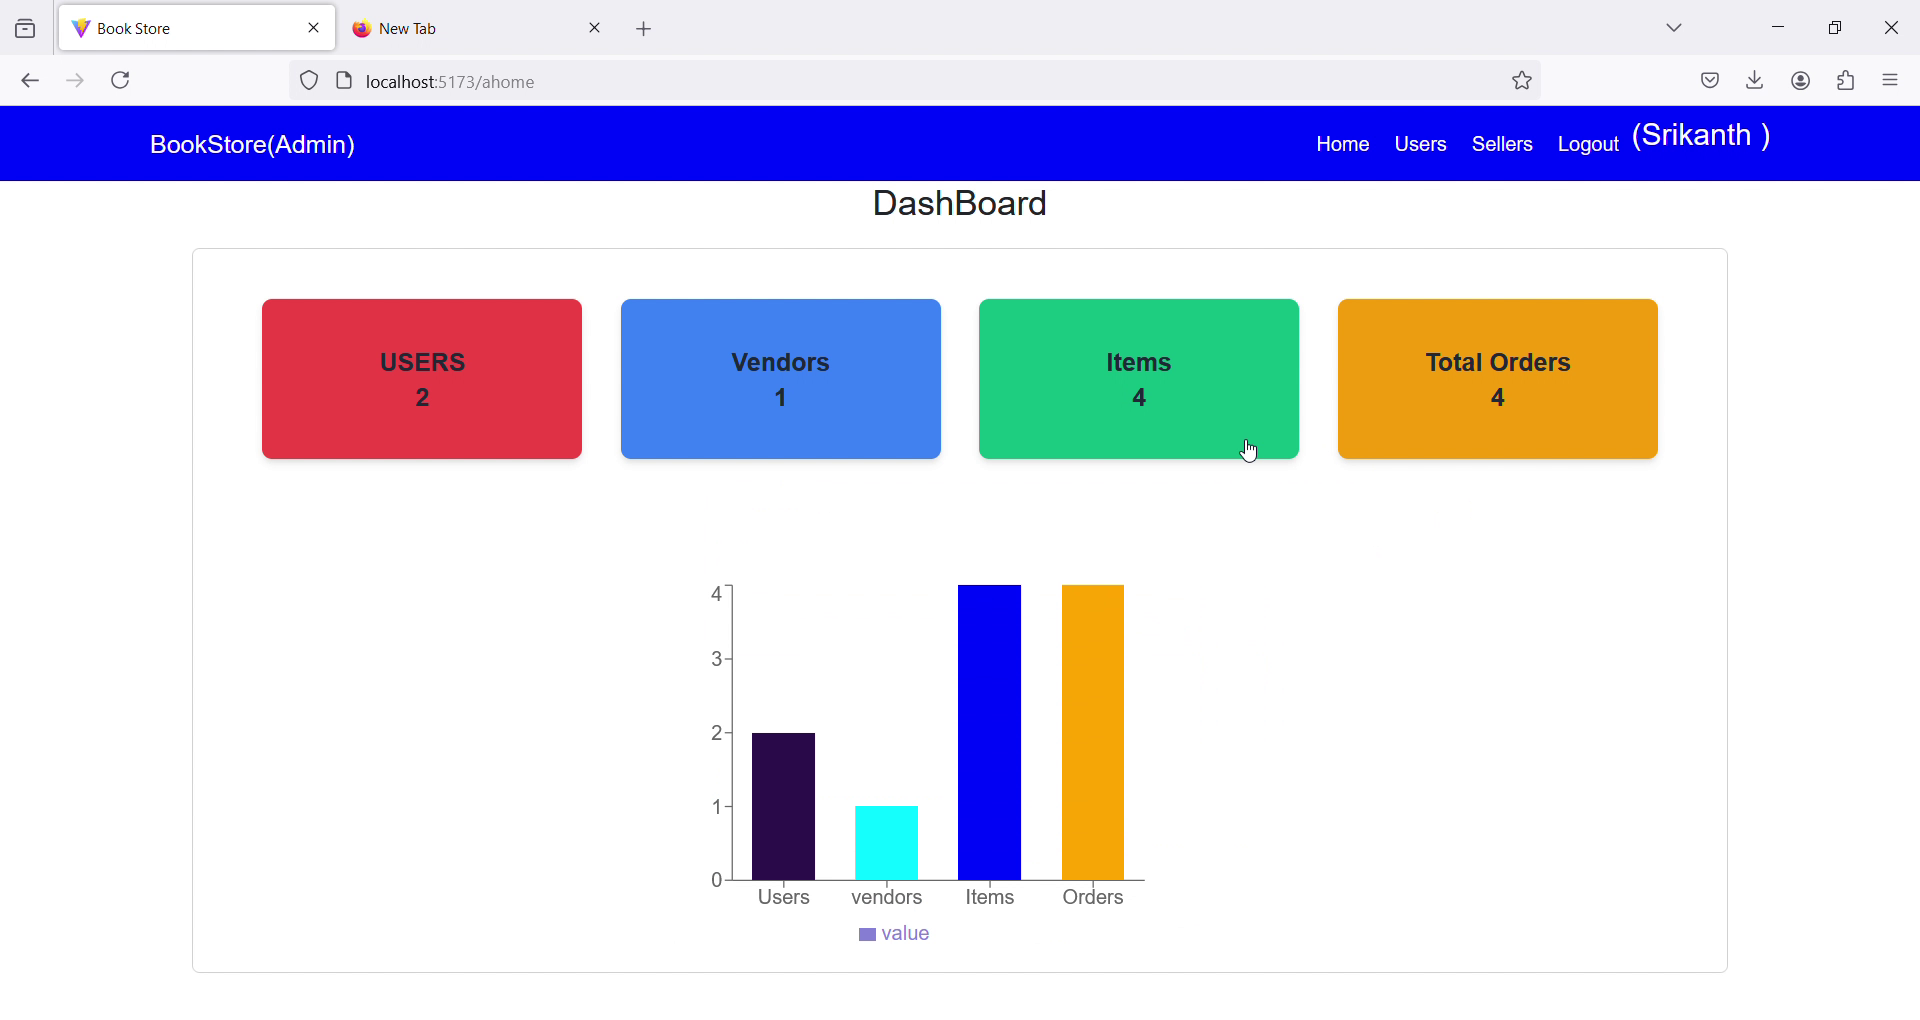 Book Store
New Tab
localhost:5173/ahome
BookStore(Admin)
Home Users Sellers Logout (Srikanth )
DashBoard
USERS
2
Vendors
1
Items
4
Total Orders
4
4
3
2
1
0
Users vendors Items Orders
value